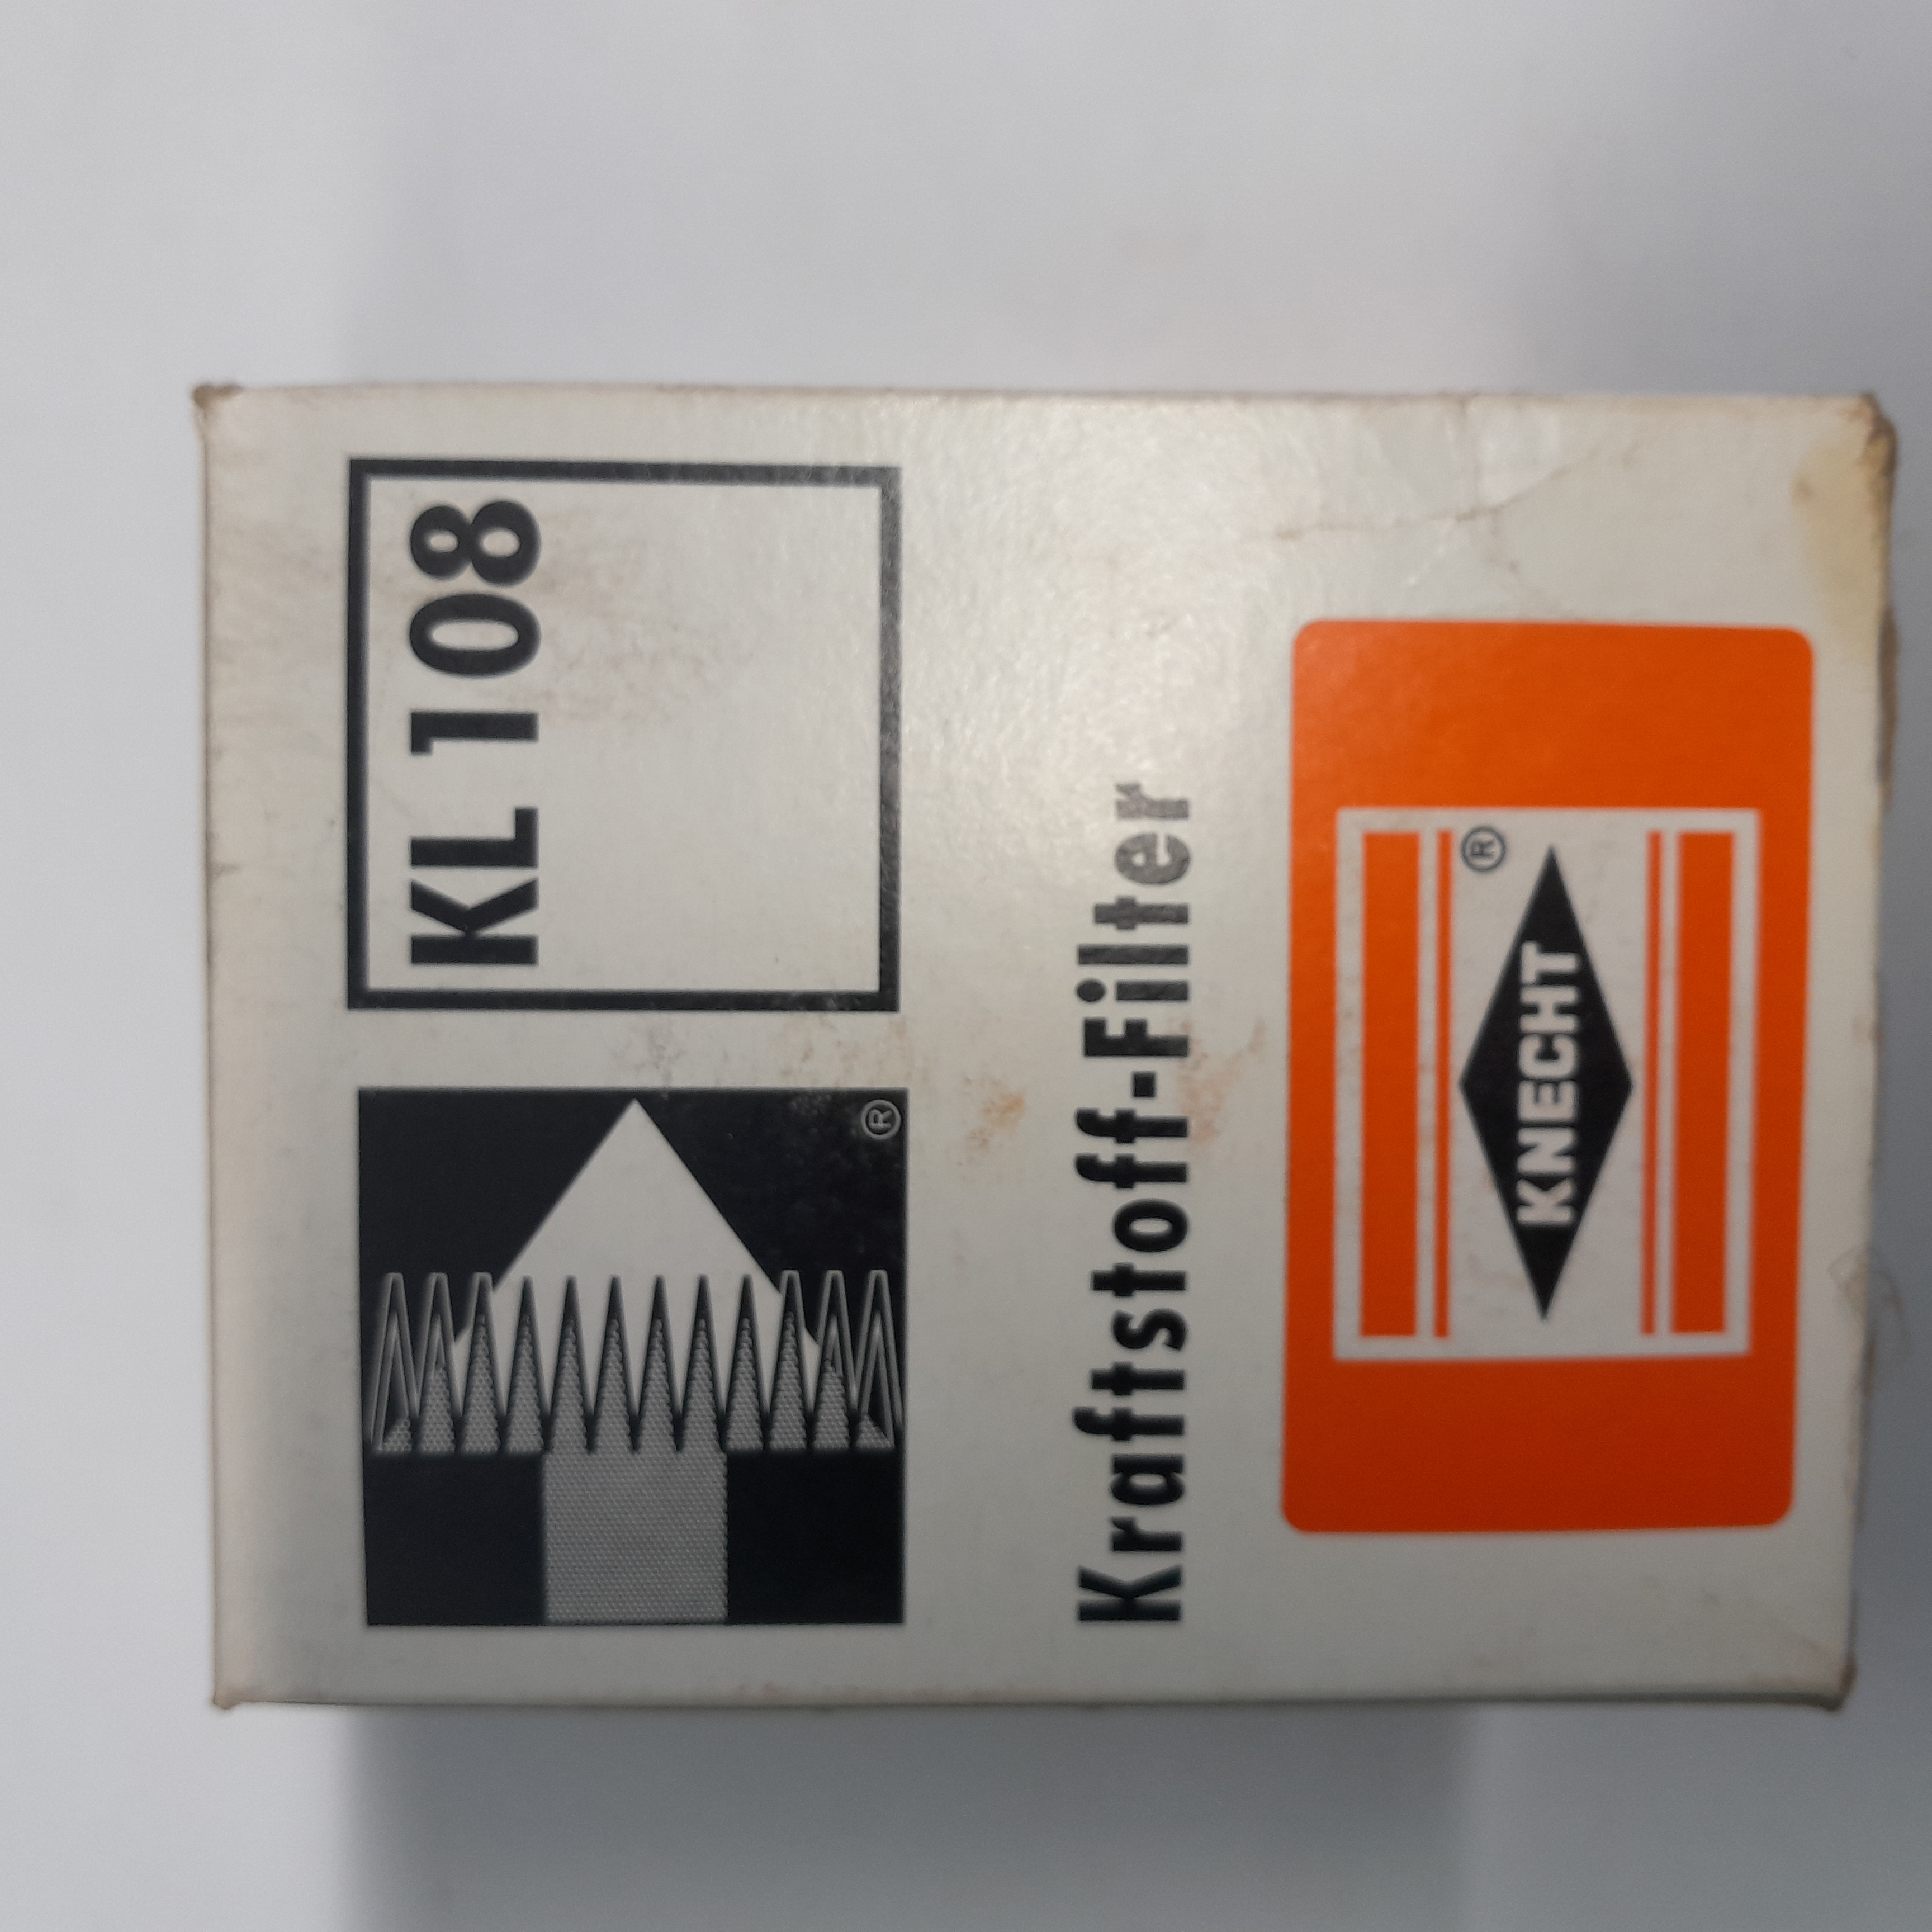 KL 108
®
Kraftstoff-Filter
®
KNECHT